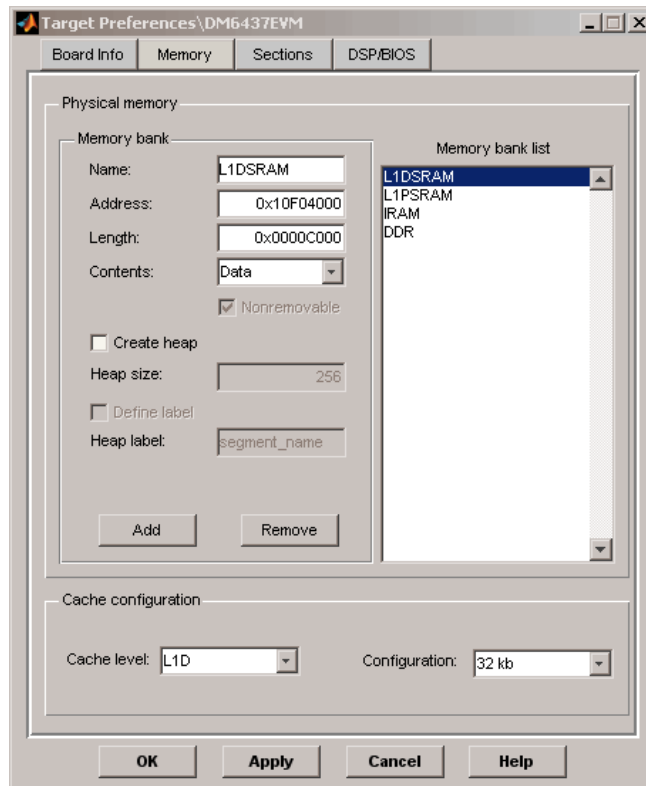 Target Preferences\DM6437EVM
Board Info Memory Sections DSP/BIOS
Physical memory
Memory bank
Memory bank list
Name: L1DSRAM
Address: 0x10F04000
Length: 0x0000C000
Contents: Data
Nonremovable
Create heap
Heap size: 256
Define label
Heap label: segment_name
Add Remove
L1DSRAM
L1PSRAM
IRAM
DDR
Cache configuration
Cache level: L1D Configuration: 32 kb
OK Apply Cancel Help